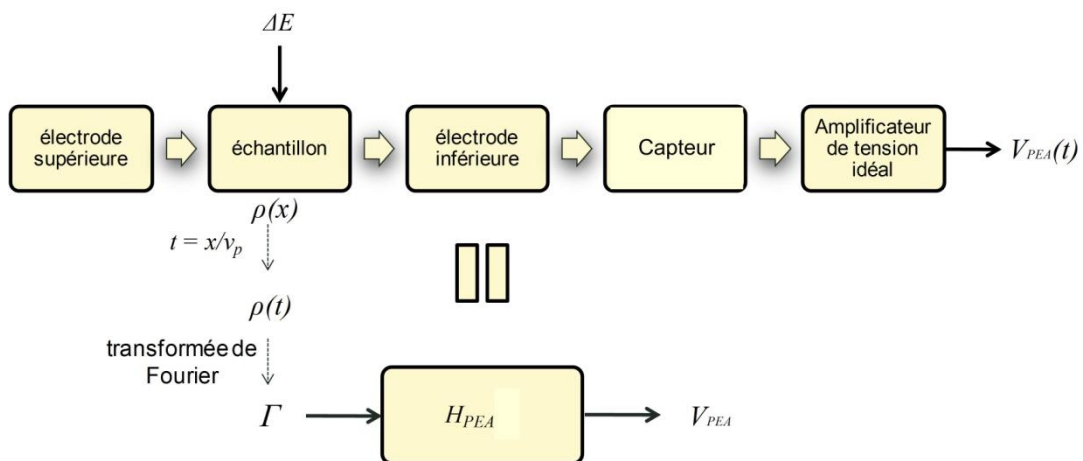 ΔE
électrode
supérieure
échantillon
électrode
inférieure
Capteur
Amplificateur
de tension
idéal
V_PEA(t)
ρ(x)
t = x/v_p
ρ(t)
transformée de
Fourier
Γ
H_PEA
V_PEA